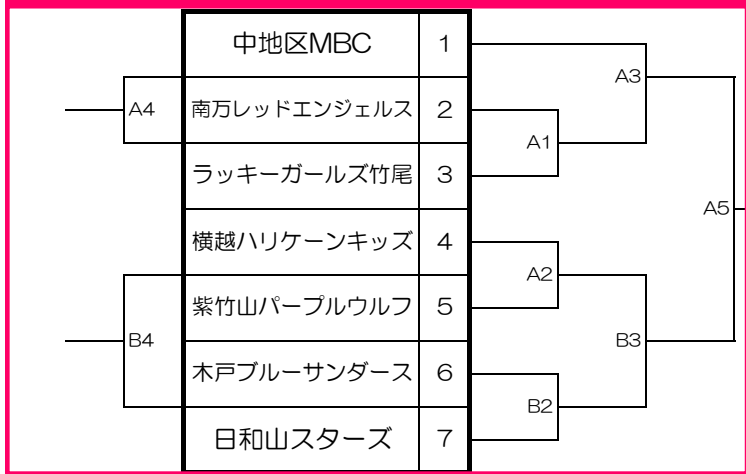 中地区MBC 1
A3
A4 南万レッドエンジェルス 2
A1
ラッキーガールズ竹尾 3
A5
横越ハリケーンキッズ 4
A2
紫竹山パープルウルフ 5
B4 B3
木戸ブルーサンダース 6
B2
日和山スターズ 7